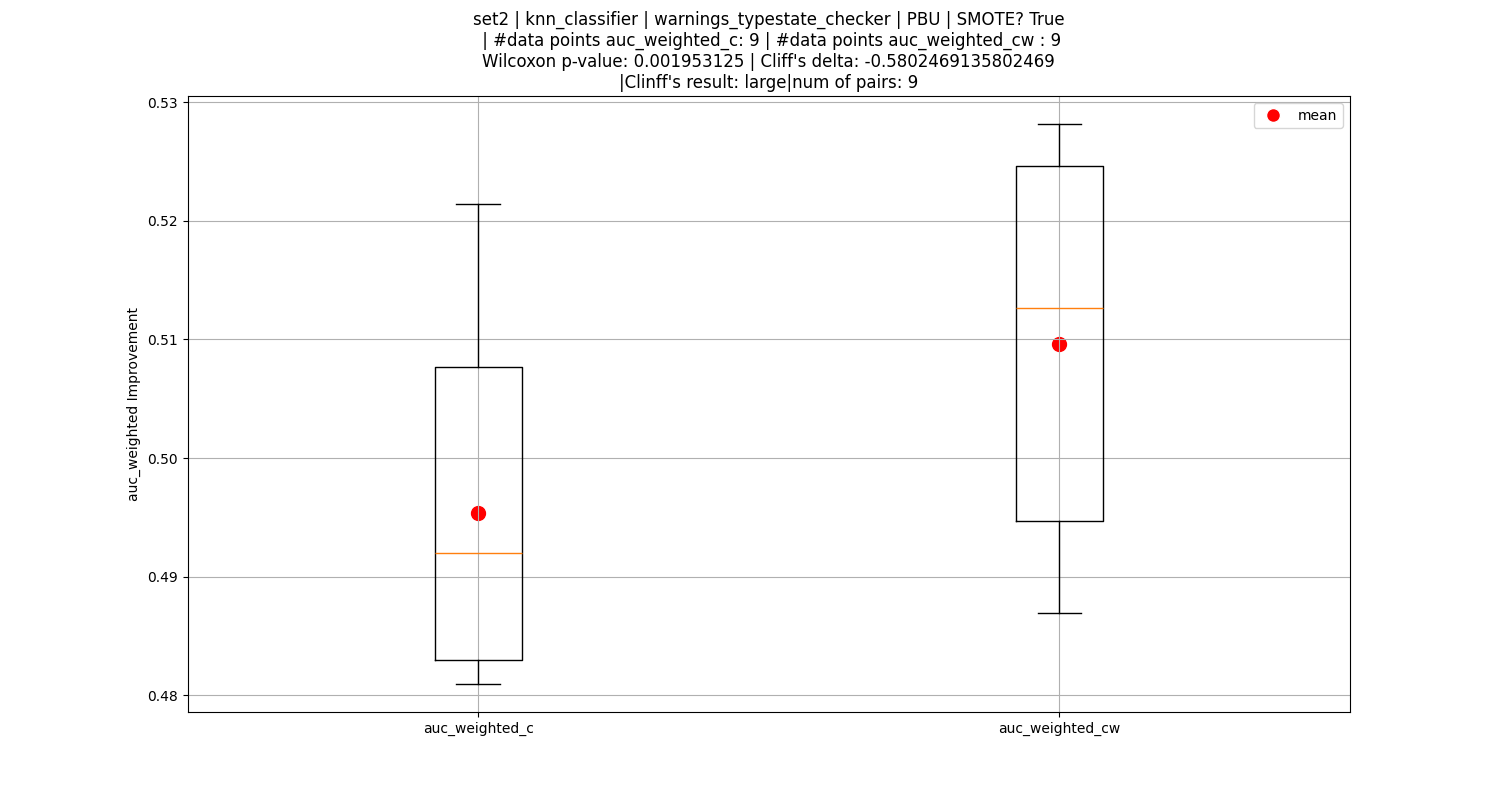 set2 | knn_classifier | warnings_typestate_checker | PBU | SMOTE? True
| #data points auc_weighted_c: 9 | #data points auc_weighted_cw : 9
Wilcoxon p-value: 0.001953125 | Cliff's delta: -0.5802469135802469
|Clinff's result: large|num of pairs: 9
mean
0.53
0.52
0.51
0.50
0.49
0.48
auc_weighted Improvement
auc_weighted_c
auc_weighted_cw